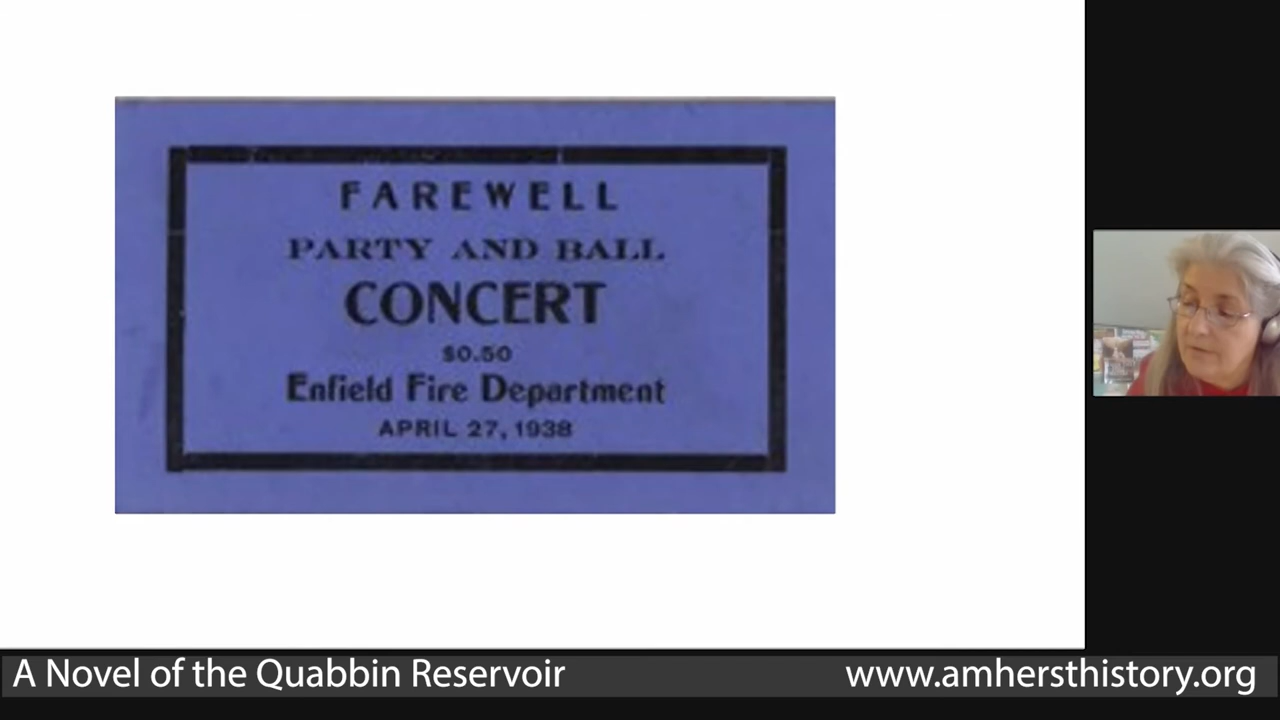 FAREWELL
PARTY AND BALL
CONCERT
$0.50
Enfield Fire Department
APRIL 27, 1938
A Novel of the Quabbin Reservoir
www.amhersthistory.org